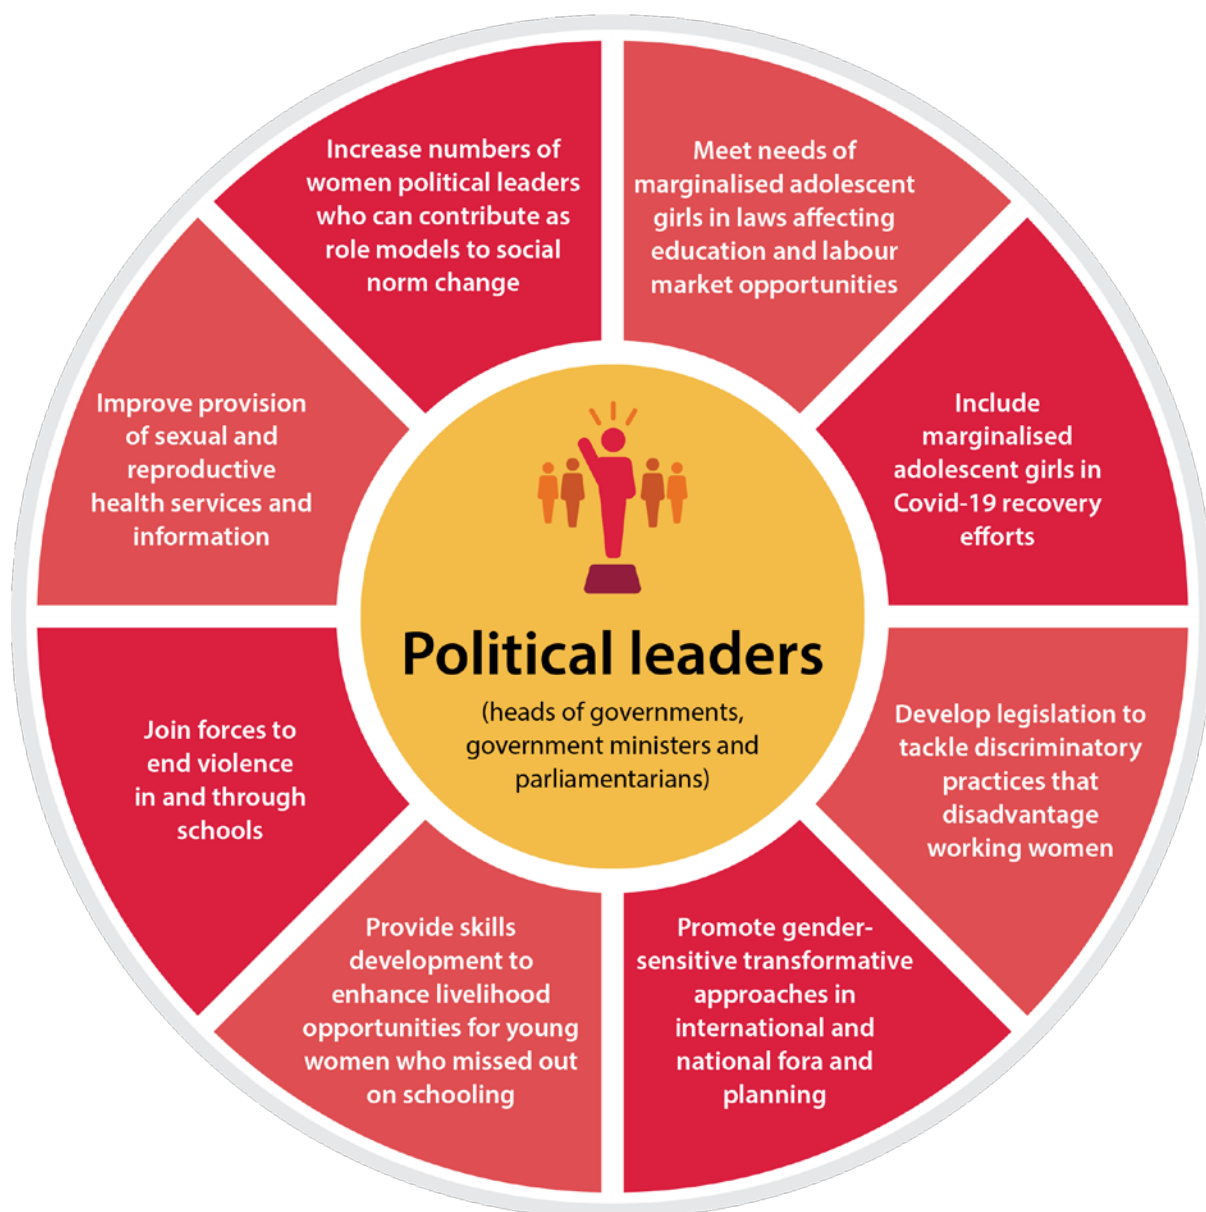 Increase numbers of
women political leaders
who can contribute as
role models to social
norm change
Meet needs of
marginalised adolescent
girls in laws affecting
education and labour
market opportunities
Include
marginalised
adolescent girls in
Covid-19 recovery
efforts
Develop legislation to
tackle discriminatory
practices that
disadvantage
working women
Promote gender-
sensitive transformative
approaches in
international and
national fora and
planning
Provide skills
development to
enhance livelihood
opportunities for young
women who missed out
on schooling
Join forces to
end violence
in and through
schools
Improve provision
of sexual and
reproductive
health services and
information
Political leaders
(heads of governments,
government ministers and
parliamentarians)